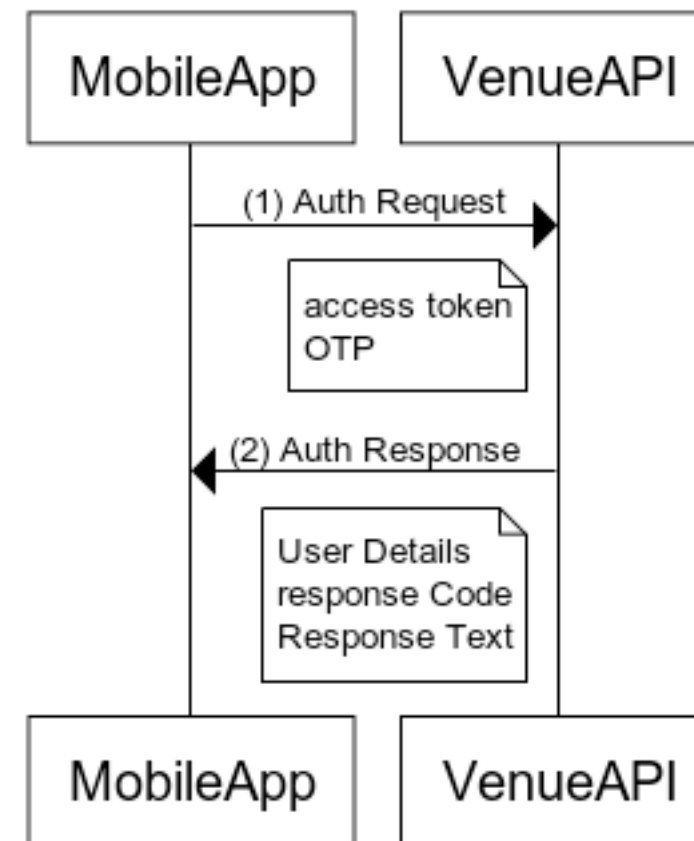 MobileApp
VenueAPI
(1) Auth Request
access token
OTP
(2) Auth Response
User Details
response Code
Response Text
MobileApp
VenueAPI